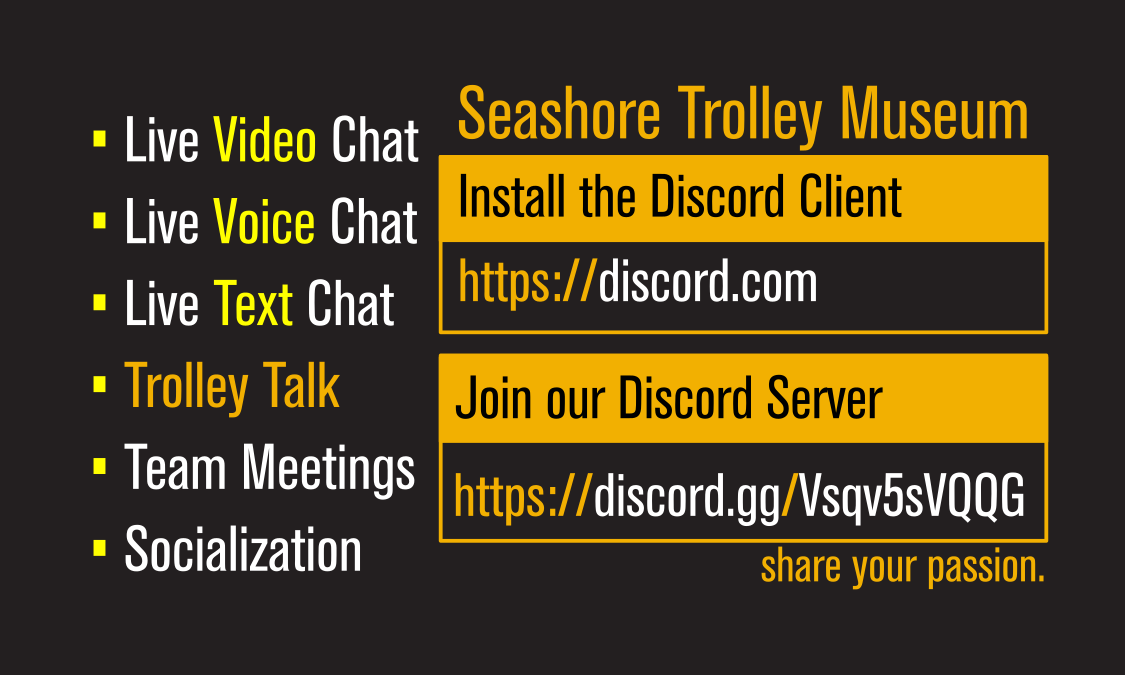 ▪ Live Video Chat
▪ Live Voice Chat
▪ Live Text Chat
▪ Trolley Talk
▪ Team Meetings
▪ Socialization
Seashore Trolley Museum
Install the Discord Client
https://discord.com
Join our Discord Server
https://discord.gg/Vsqv5sVQQG
share your passion.